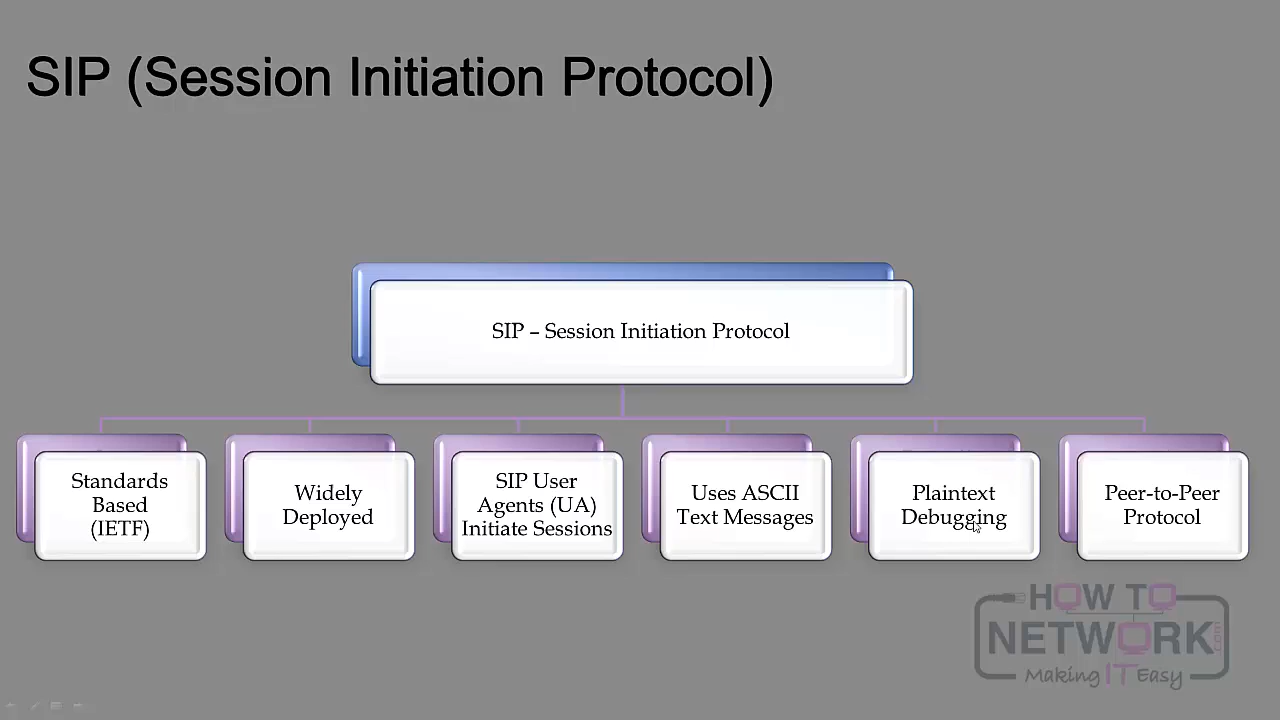 SIP (Session Initiation Protocol)
SIP – Session Initiation Protocol
Standards
Based
(IETF)
Widely
Deployed
SIP User
Agents (UA)
Initiate Sessions
Uses ASCII
Text Messages
Plaintext
Debugging
Peer-to-Peer
Protocol
HOW TO
NETWORK.com
Making IT Easy